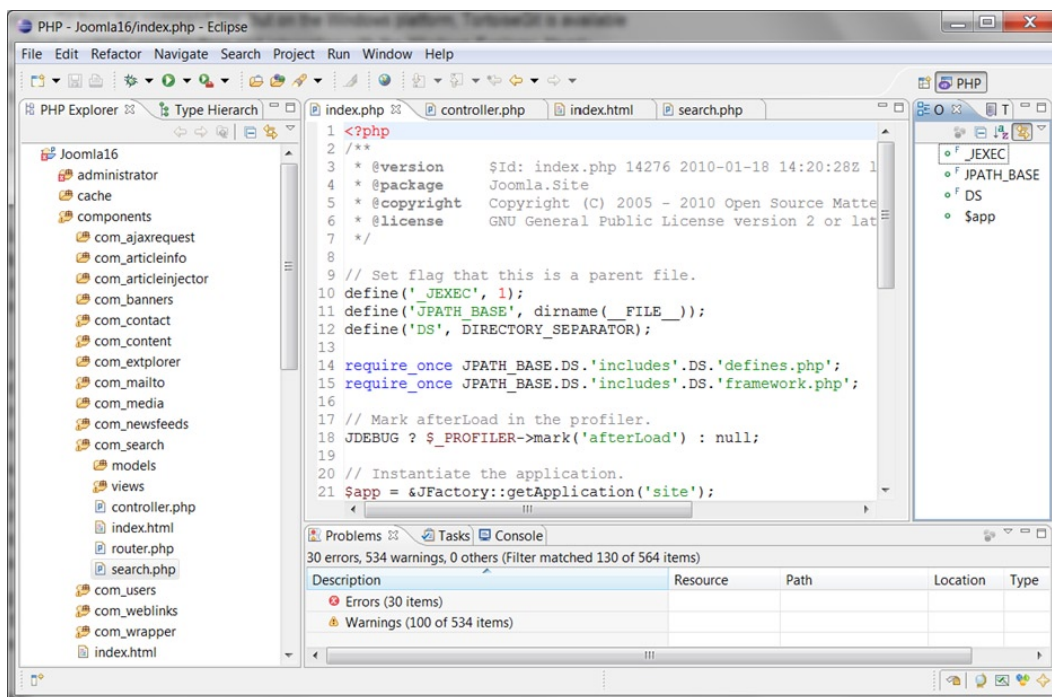 but on the Windows platform, TortoiseGit is available
PHP - Joomla16/index.php - Eclipse
File Edit Refactor Navigate Search Project Run Window Help
PHP
PHP Explorer Type Hierarch
index.php controller.php index.html search.php
O T
Joomla16
administrator
cache
components
com_ajaxrequest
com_articleinfo
com_articleinjector
com_banners
com_contact
com_content
com_extplorer
com_mailto
com_media
com_newsfeeds
com_search
models
views
controller.php
index.html
router.php
search.php
com_users
com_weblinks
com_wrapper
index.html
1 <?php
2 /**
3 * @version $Id: index.php 14276 2010-01-18 14:20:28Z 1
4 * @package Joomla.Site
5 * @copyright Copyright (C) 2005 - 2010 Open Source Matte
6 * @license GNU General Public License version 2 or lat
7 */
8
9 // Set flag that this is a parent file.
10 define('_JEXEC', 1);
11 define('JPATH_BASE', dirname(__FILE__));
12 define('DS', DIRECTORY_SEPARATOR);
13
14 require_once JPATH_BASE.DS.'includes'.DS.'defines.php';
15 require_once JPATH_BASE.DS.'includes'.DS.'framework.php';
16
17 // Mark afterLoad in the profiler.
18 JDEBUG ? $_PROFILER->mark('afterLoad') : null;
19
20 // Instantiate the application.
21 $app = &JFactory::getApplication('site');
_JEXEC
JPATH_BASE
DS
$app
Problems Tasks Console
30 errors, 534 warnings, 0 others (Filter matched 130 of 564 items)
Description Resource Path Location Type
Errors (30 items)
Warnings (100 of 534 items)